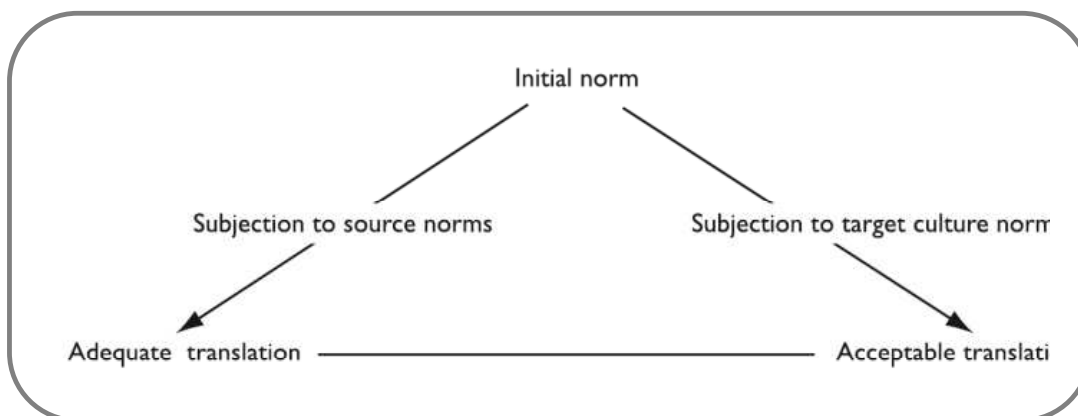 Initial norm
Subjection to source norms
Subjection to target culture norm
Adequate translation
Acceptable translati